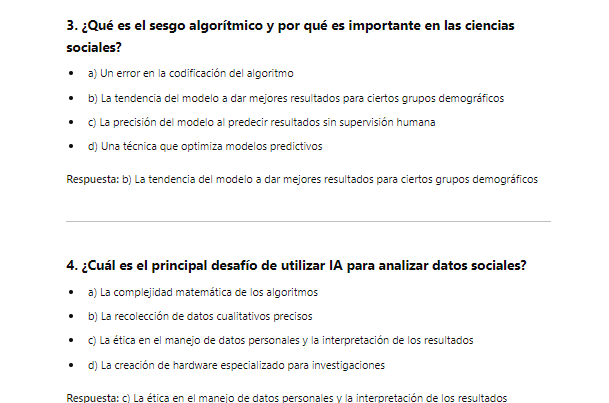 3. ¿Qué es el sesgo algorítmico y por qué es importante en las ciencias
sociales?
• a) Un error en la codificación del algoritmo
• b) La tendencia del modelo a dar mejores resultados para ciertos grupos demográficos
• c) La precisión del modelo al predecir resultados sin supervisión humana
• d) Una técnica que optimiza modelos predictivos
Respuesta: b) La tendencia del modelo a dar mejores resultados para ciertos grupos demográficos
4. ¿Cuál es el principal desafío de utilizar IA para analizar datos sociales?
• a) La complejidad matemática de los algoritmos
• b) La recolección de datos cualitativos precisos
• c) La ética en el manejo de datos personales y la interpretación de los resultados
• d) La creación de hardware especializado para investigaciones
Respuesta: c) La ética en el manejo de datos personales y la interpretación de los resultados